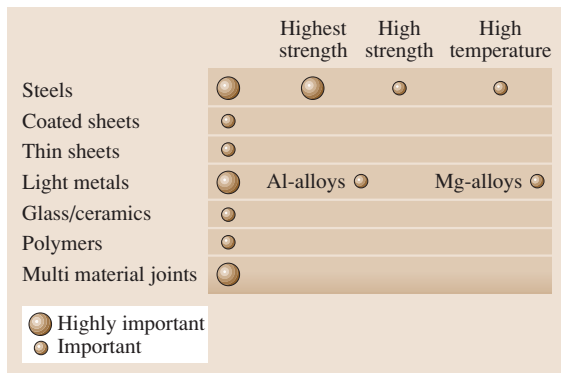 Highest High High
strength strength temperature
Steels
Coated sheets
Thin sheets
Light metals Al-alloys Mg-alloys
Glass/ceramics
Polymers
Multi material joints
Highly important
Important